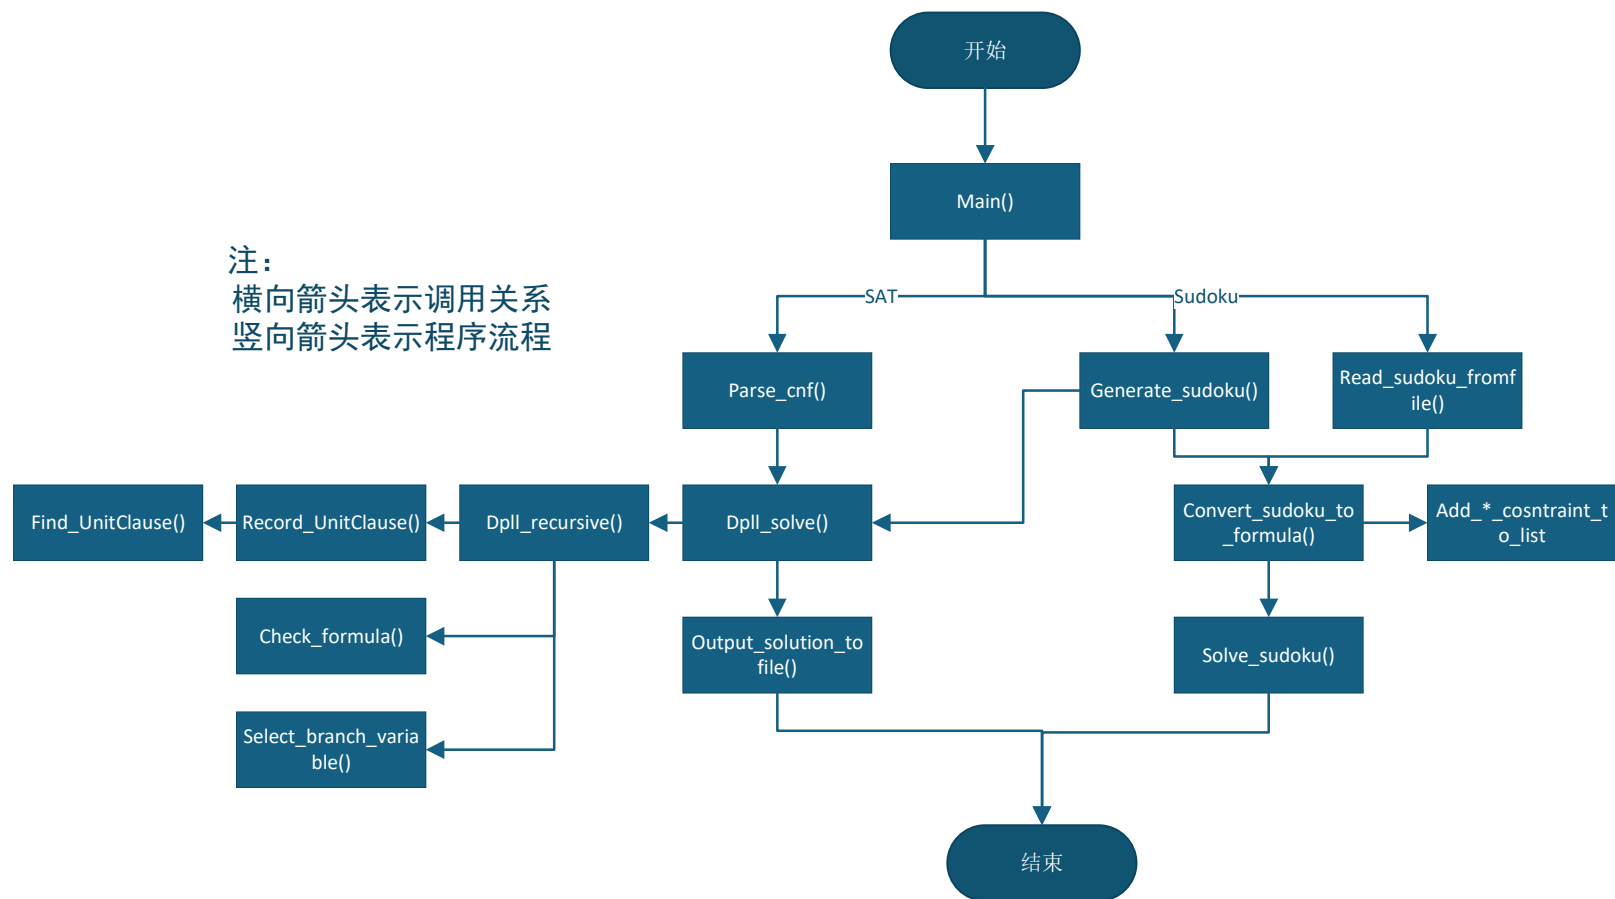 开始
Main()
注：
横向箭头表示调用关系
竖向箭头表示程序流程
SAT
Sudoku
Parse_cnf()
Generate_sudoku()
Read_sudoku_fromf
ile()
Find_UnitClause()
Record_UnitClause()
Dpll_recursive()
Dpll_solve()
Convert_sudoku_to
_formula()
Add_*_cosntraint_t
o_list
Check_formula()
Output_solution_to
file()
Solve_sudoku()
Select_branch_varia
ble()
结束